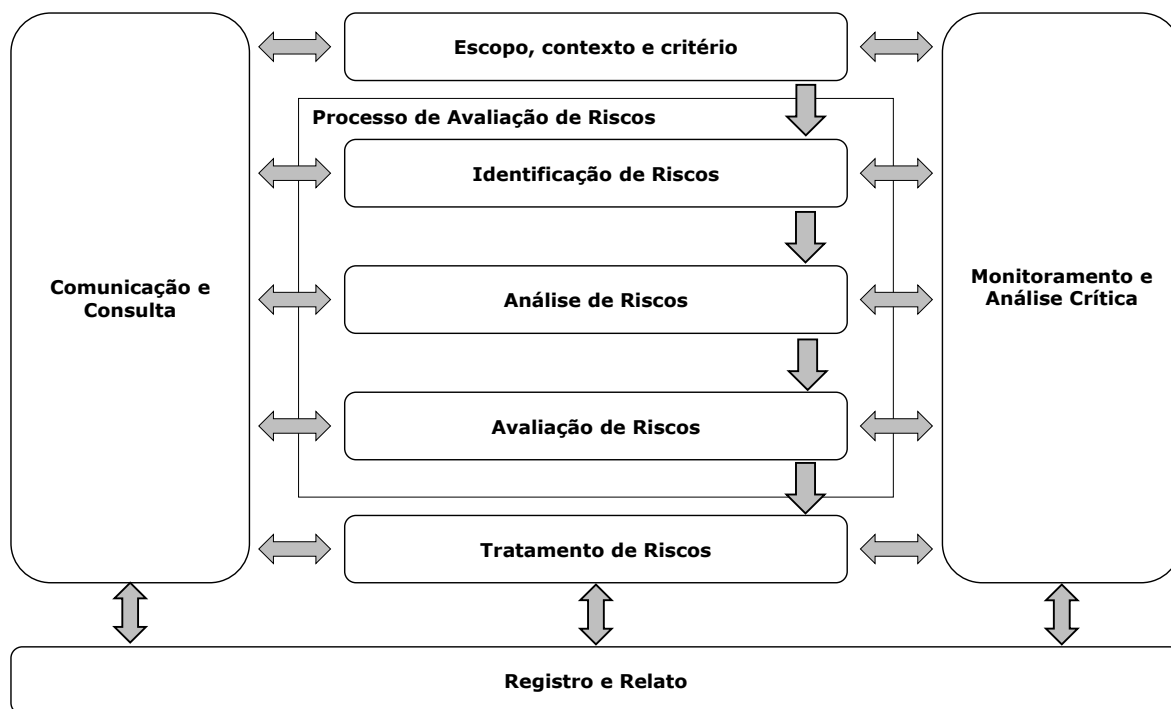 Escopo, contexto e critério
Processo de Avaliação de Riscos
Identificação de Riscos
Comunicação e
Consulta
Análise de Riscos
Monitoramento e
Análise Crítica
Avaliação de Riscos
Tratamento de Riscos
Registro e Relato